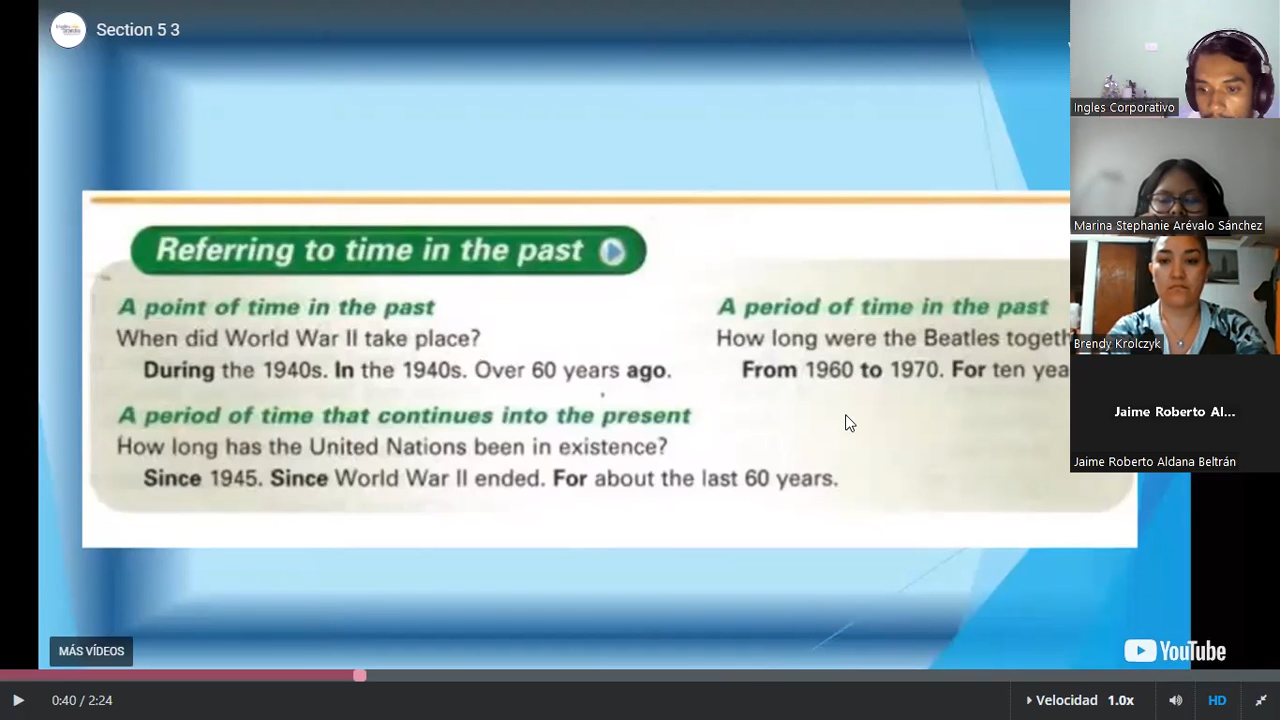 Section 5 3
Referring to time in the past
A point of time in the past
When did World War II take place?
During the 1940s. In the 1940s. Over 60 years ago.
A period of time in the past
How long were the Beatles
From 1960 to 1970. For ten
A period of time that continues into the present
How long has the United Nations been in existence?
Since 1945. Since World War II ended. For about the last 60 years.
Ingles Corporativo
Marina Stephanie Arévalo Sánchez
Brendy Krolczyk
Jaime Roberto Al...
Jaime Roberto Aldana Beltrán
MÁS VÍDEOS
YouTube
0:40 / 2:24
Velocidad 1.0x
HD